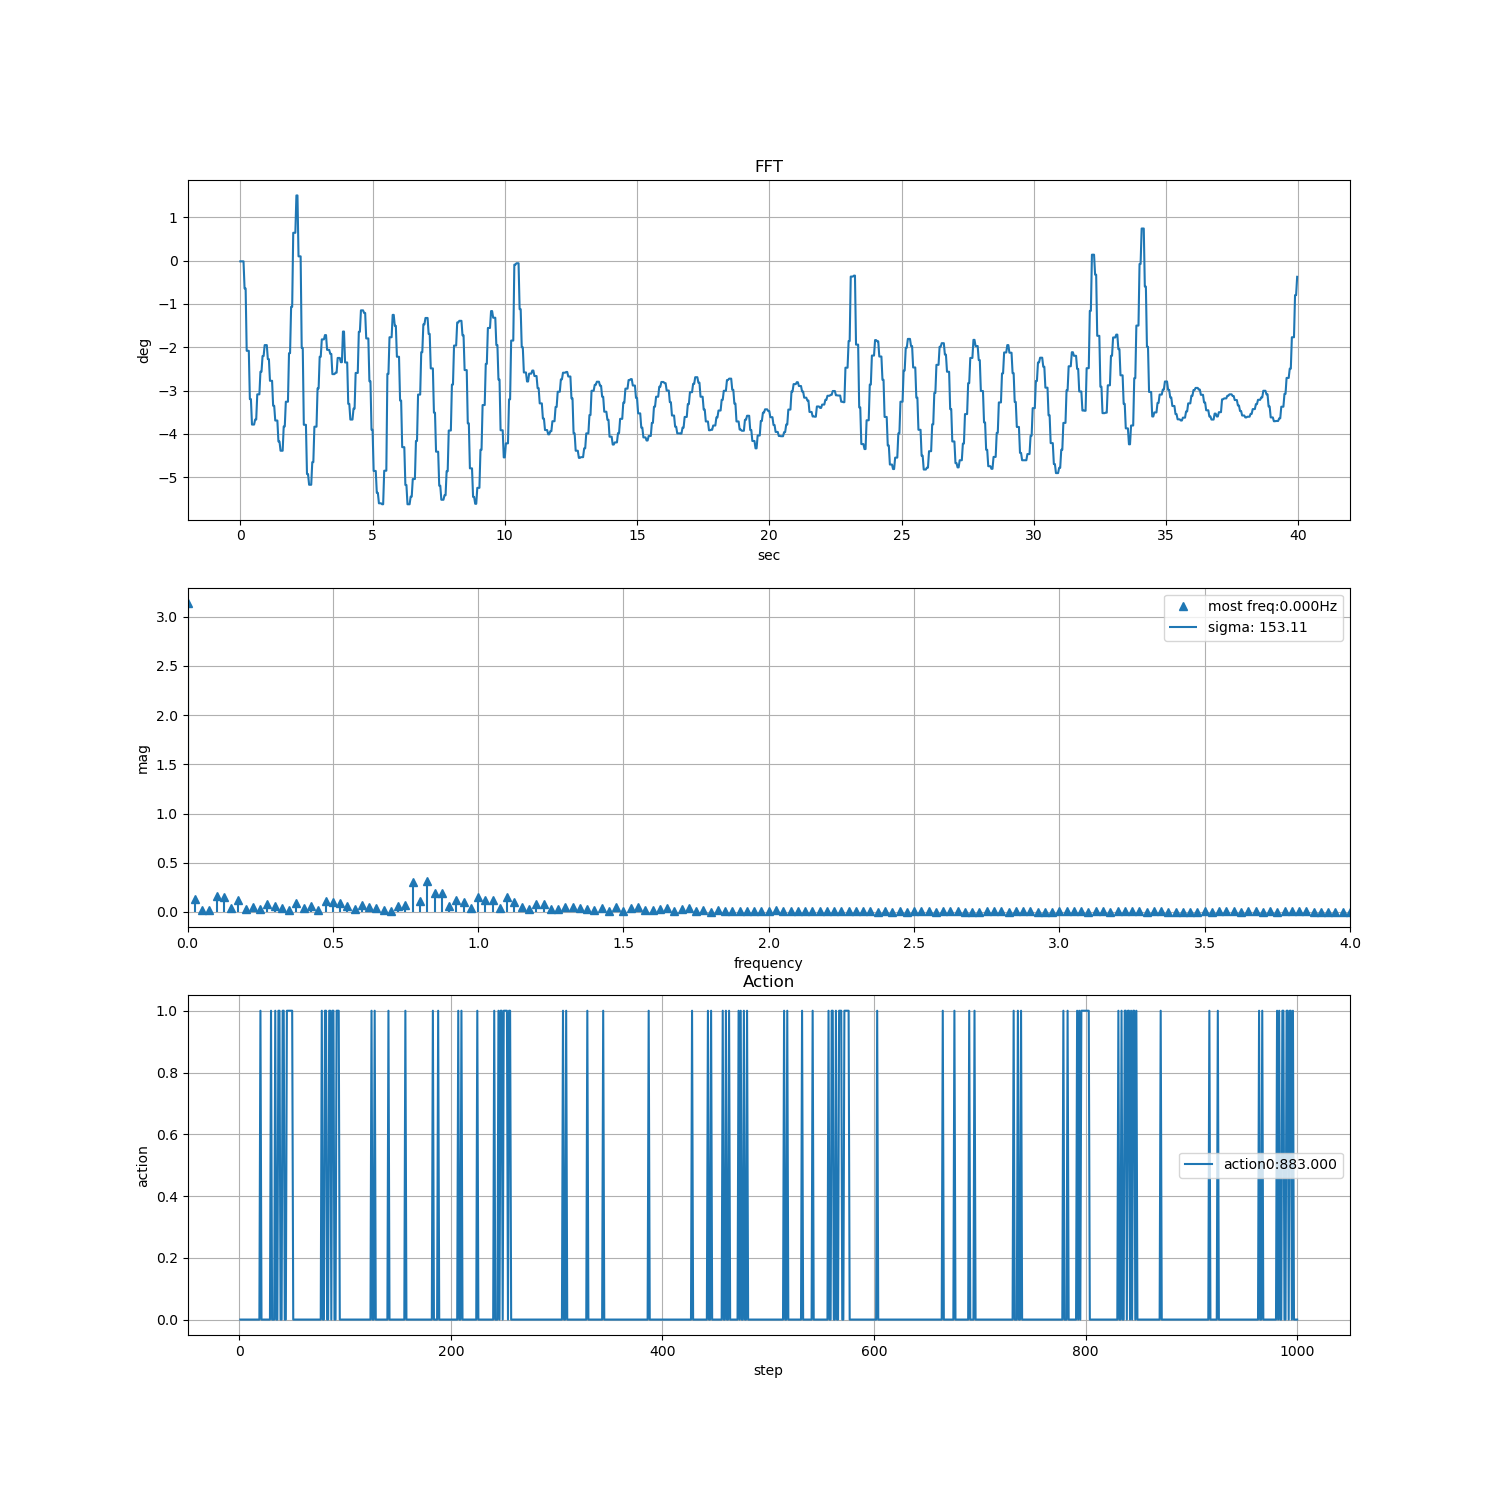 FFT
1
0
−1
−2
−3
−4
−5
deg
0 5 10 15 20 25 30 35 40
sec
3.0
2.5
2.0
1.5
1.0
0.5
0.0
mag
most freq:0.000Hz
sigma: 153.11
0.0 0.5 1.0 1.5 2.0 2.5 3.0 3.5 4.0
frequency
Action
1.0
0.8
0.6
0.4
0.2
0.0
action
action0:883.000
0 200 400 600 800 1000
step